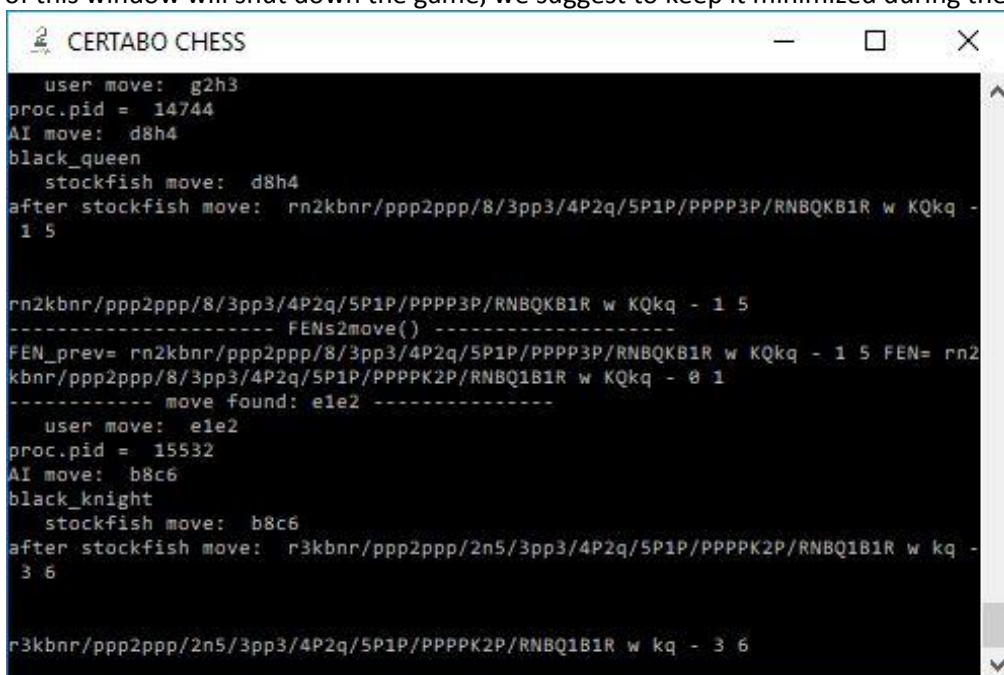 of this window will shut down the game, we suggest to keep it minimized during the
CERTABO CHESS
user move: g2h3
proc.pid = 14744
AI move: d8h4
black_queen
stockfish move: d8h4
after stockfish move: rn2kbnr/ppp2ppp/8/3pp3/4P2q/5P1P/PPPP3P/RNBQKB1R w KQkq -
1 5
rn2kbnr/ppp2ppp/8/3pp3/4P2q/5P1P/PPPP3P/RNBQKB1R w KQkq - 1 5
---------------------- FENs2move() --------------------
FEN_prev= rn2kbnr/ppp2ppp/8/3pp3/4P2q/5P1P/PPPP3P/RNBQKB1R w KQkq - 1 5 FEN= rn2
kbnr/ppp2ppp/8/3pp3/4P2q/5P1P/PPPPK2P/RNBQ1B1R w KQkq - 0 1
------------ move found: e1e2 ---------------
user move: e1e2
proc.pid = 15532
AI move: b8c6
black_knight
stockfish move: b8c6
after stockfish move: r3kbnr/ppp2ppp/2n5/3pp3/4P2q/5P1P/PPPPK2P/RNBQ1B1R w kq -
3 6
r3kbnr/ppp2ppp/2n5/3pp3/4P2q/5P1P/PPPPK2P/RNBQ1B1R w kq - 3 6